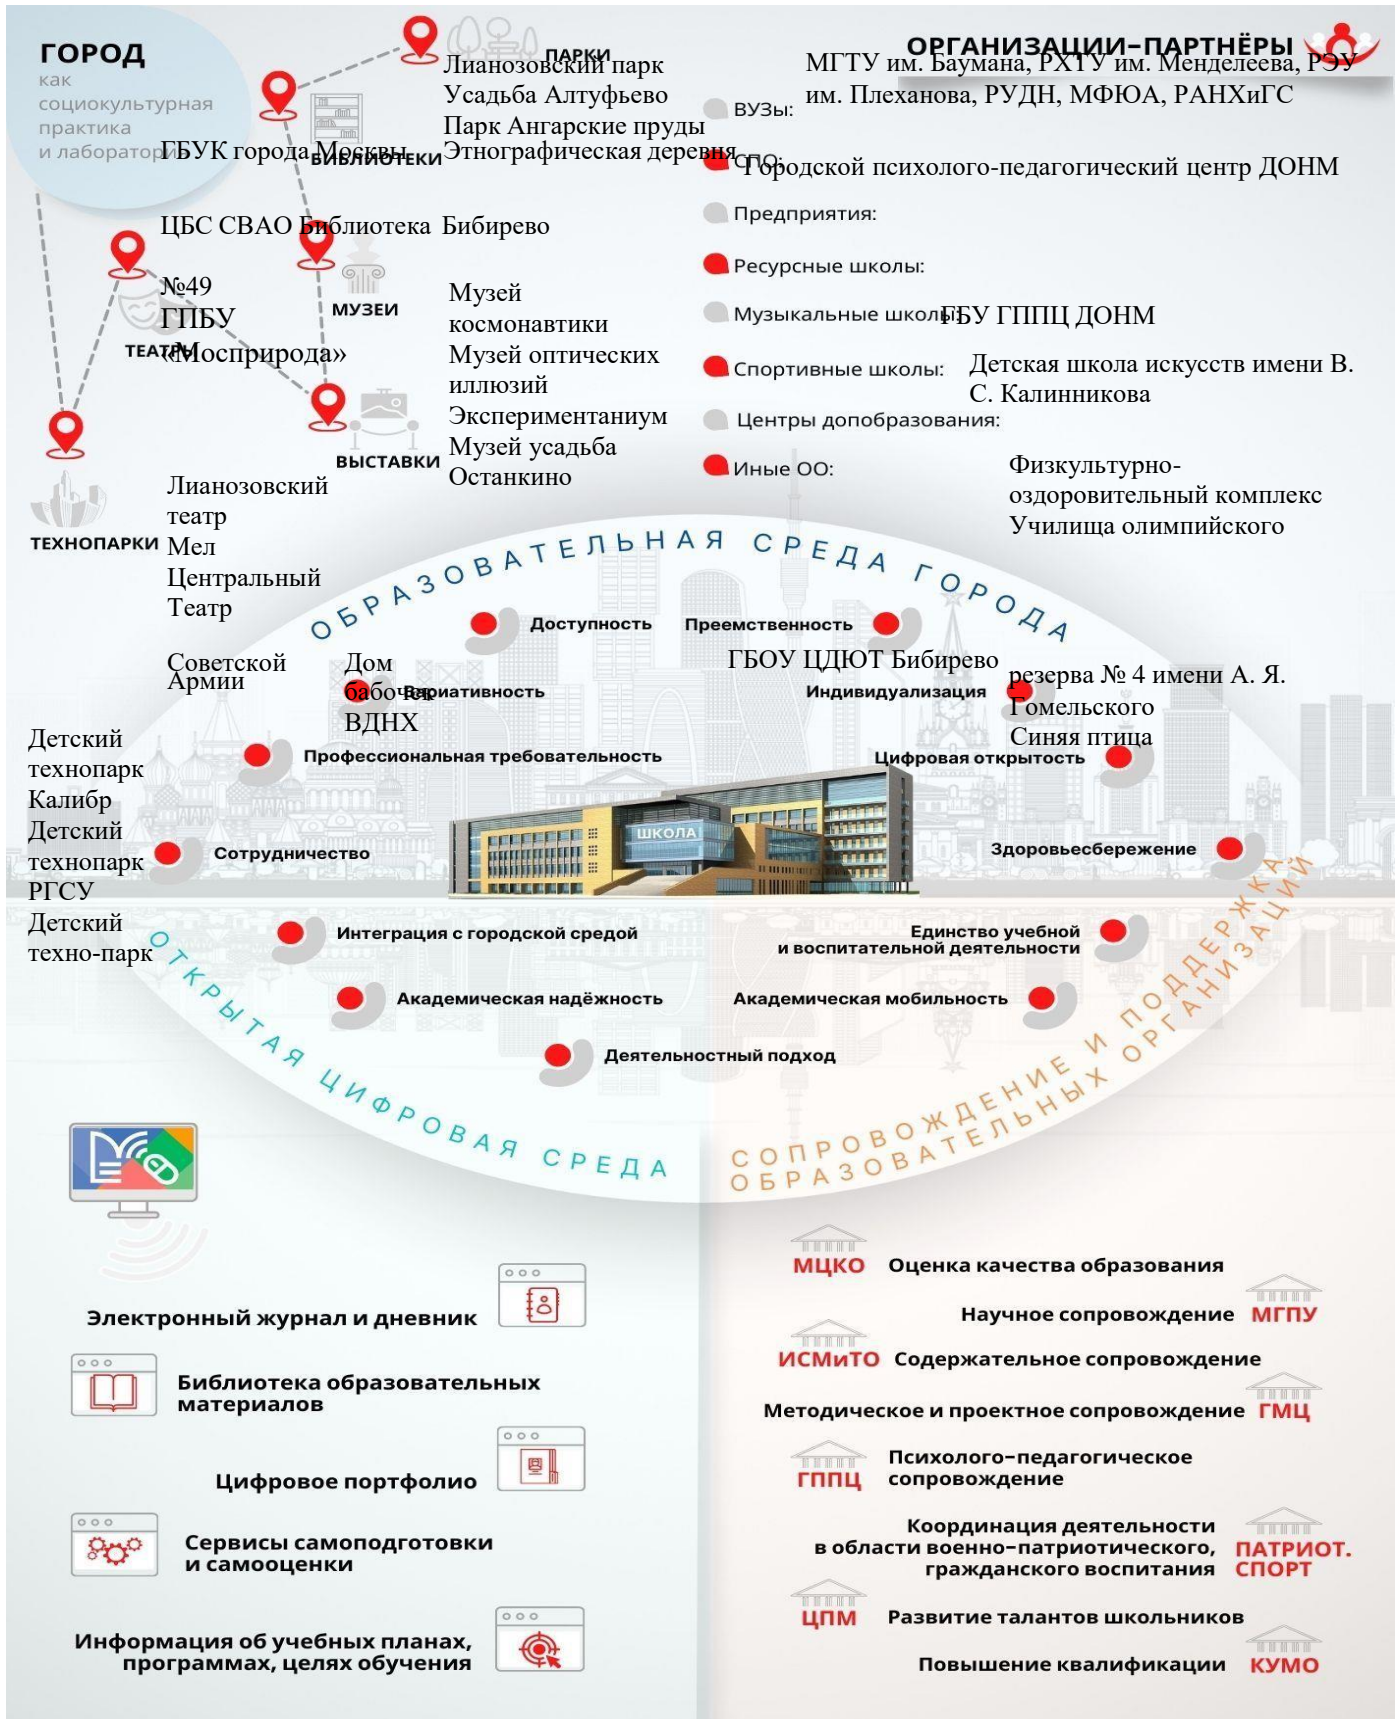 ГОРОД
как
социокультурная
практика
и лаборатория
ПАРКИ
Лианозовский парк
Усадьба Алтуфьево
Парк Ангарские пруды
Этнографическая деревня
Бибирево
БИБЛИОТЕКИ
ГБУК города Москвы
ЦБС СВАО Библиотека
№49
ГПБУ
«Мосприрода»
МУЗЕИ
Музей
космонавтики
Музей оптических
иллюзий
Экспериментаниум
Музей усадьба
Останкино
ТЕАТРЫ
Лианозовский
театр
Мел
Центральный
Театр
Советской
Армии
ВЫСТАВКИ
Дом
бабочек
ВДНХ
ТЕХНОПАРКИ
Детский
технопарк
Калибр
Детский
технопарк
РГСУ
Детский
техно-парк
ОРГАНИЗАЦИИ-ПАРТНЁРЫ
МГТУ им. Баумана, РХТУ им. Менделеева, РЭУ
им. Плеханова, РУДН, МФЮА, РАНХиГС
ВУЗы:
СПО:
Городской психолого-педагогический центр ДОНМ
Предприятия:
Ресурсные школы:
Музыкальные школы:
ГБУ ГППЦ ДОНМ
Спортивные школы:
Детская школа искусств имени В.
С. Калинникова
Центры допобразования:
Иные ОО:
Физкультурно-
оздоровительный комплекс
Училища олимпийского
резерва № 4 имени А. Я.
Гомельского
Синяя птица
ГБОУ ЦДЮТ Бибирево
ОБРАЗОВАТЕЛЬНАЯ СРЕДА ГОРОДА
Доступность
Преемственность
Вариативность
Индивидуализация
Профессиональная требовательность
Цифровая открытость
ШКОЛА
Сотрудничество
Здоровьесбережение
Интеграция с городской средой
Единство учебной
и воспитательной деятельности
Академическая надёжность
Академическая мобильность
Деятельностный подход
ОТКРЫТАЯ ЦИФРОВАЯ СРЕДА
СОПРОВОЖДЕНИЕ И ПОДДЕРЖКА
ОБРАЗОВАТЕЛЬНЫХ ОРГАНИЗАЦИЙ
Электронный журнал и дневник
Библиотека образовательных
материалов
Цифровое портфолио
Сервисы самоподготовки
и самооценки
Информация об учебных планах,
программах, целях обучения
МЦКО Оценка качества образования
Научное сопровождение МГПУ
ИСМиТО Содержательное сопровождение
Методическое и проектное сопровождение ГМЦ
ГППЦ
Психолого-педагогическое
сопровождение
Координация деятельности
в области военно-патриотического,
гражданского воспитания
ПАТРИОТ.
СПОРТ
ЦПМ Развитие талантов школьников
Повышение квалификации КУМО